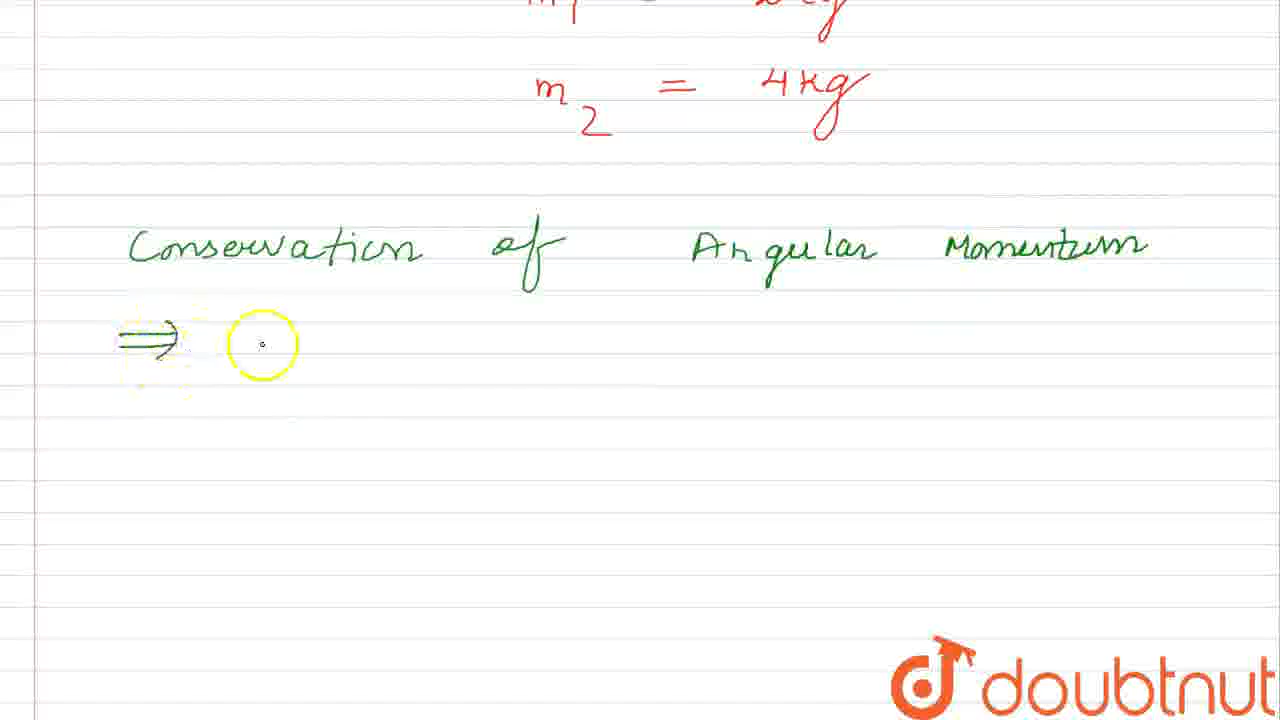 m₂ = 4kg
Conservation of Angular Momentum
⇒
doubtnut